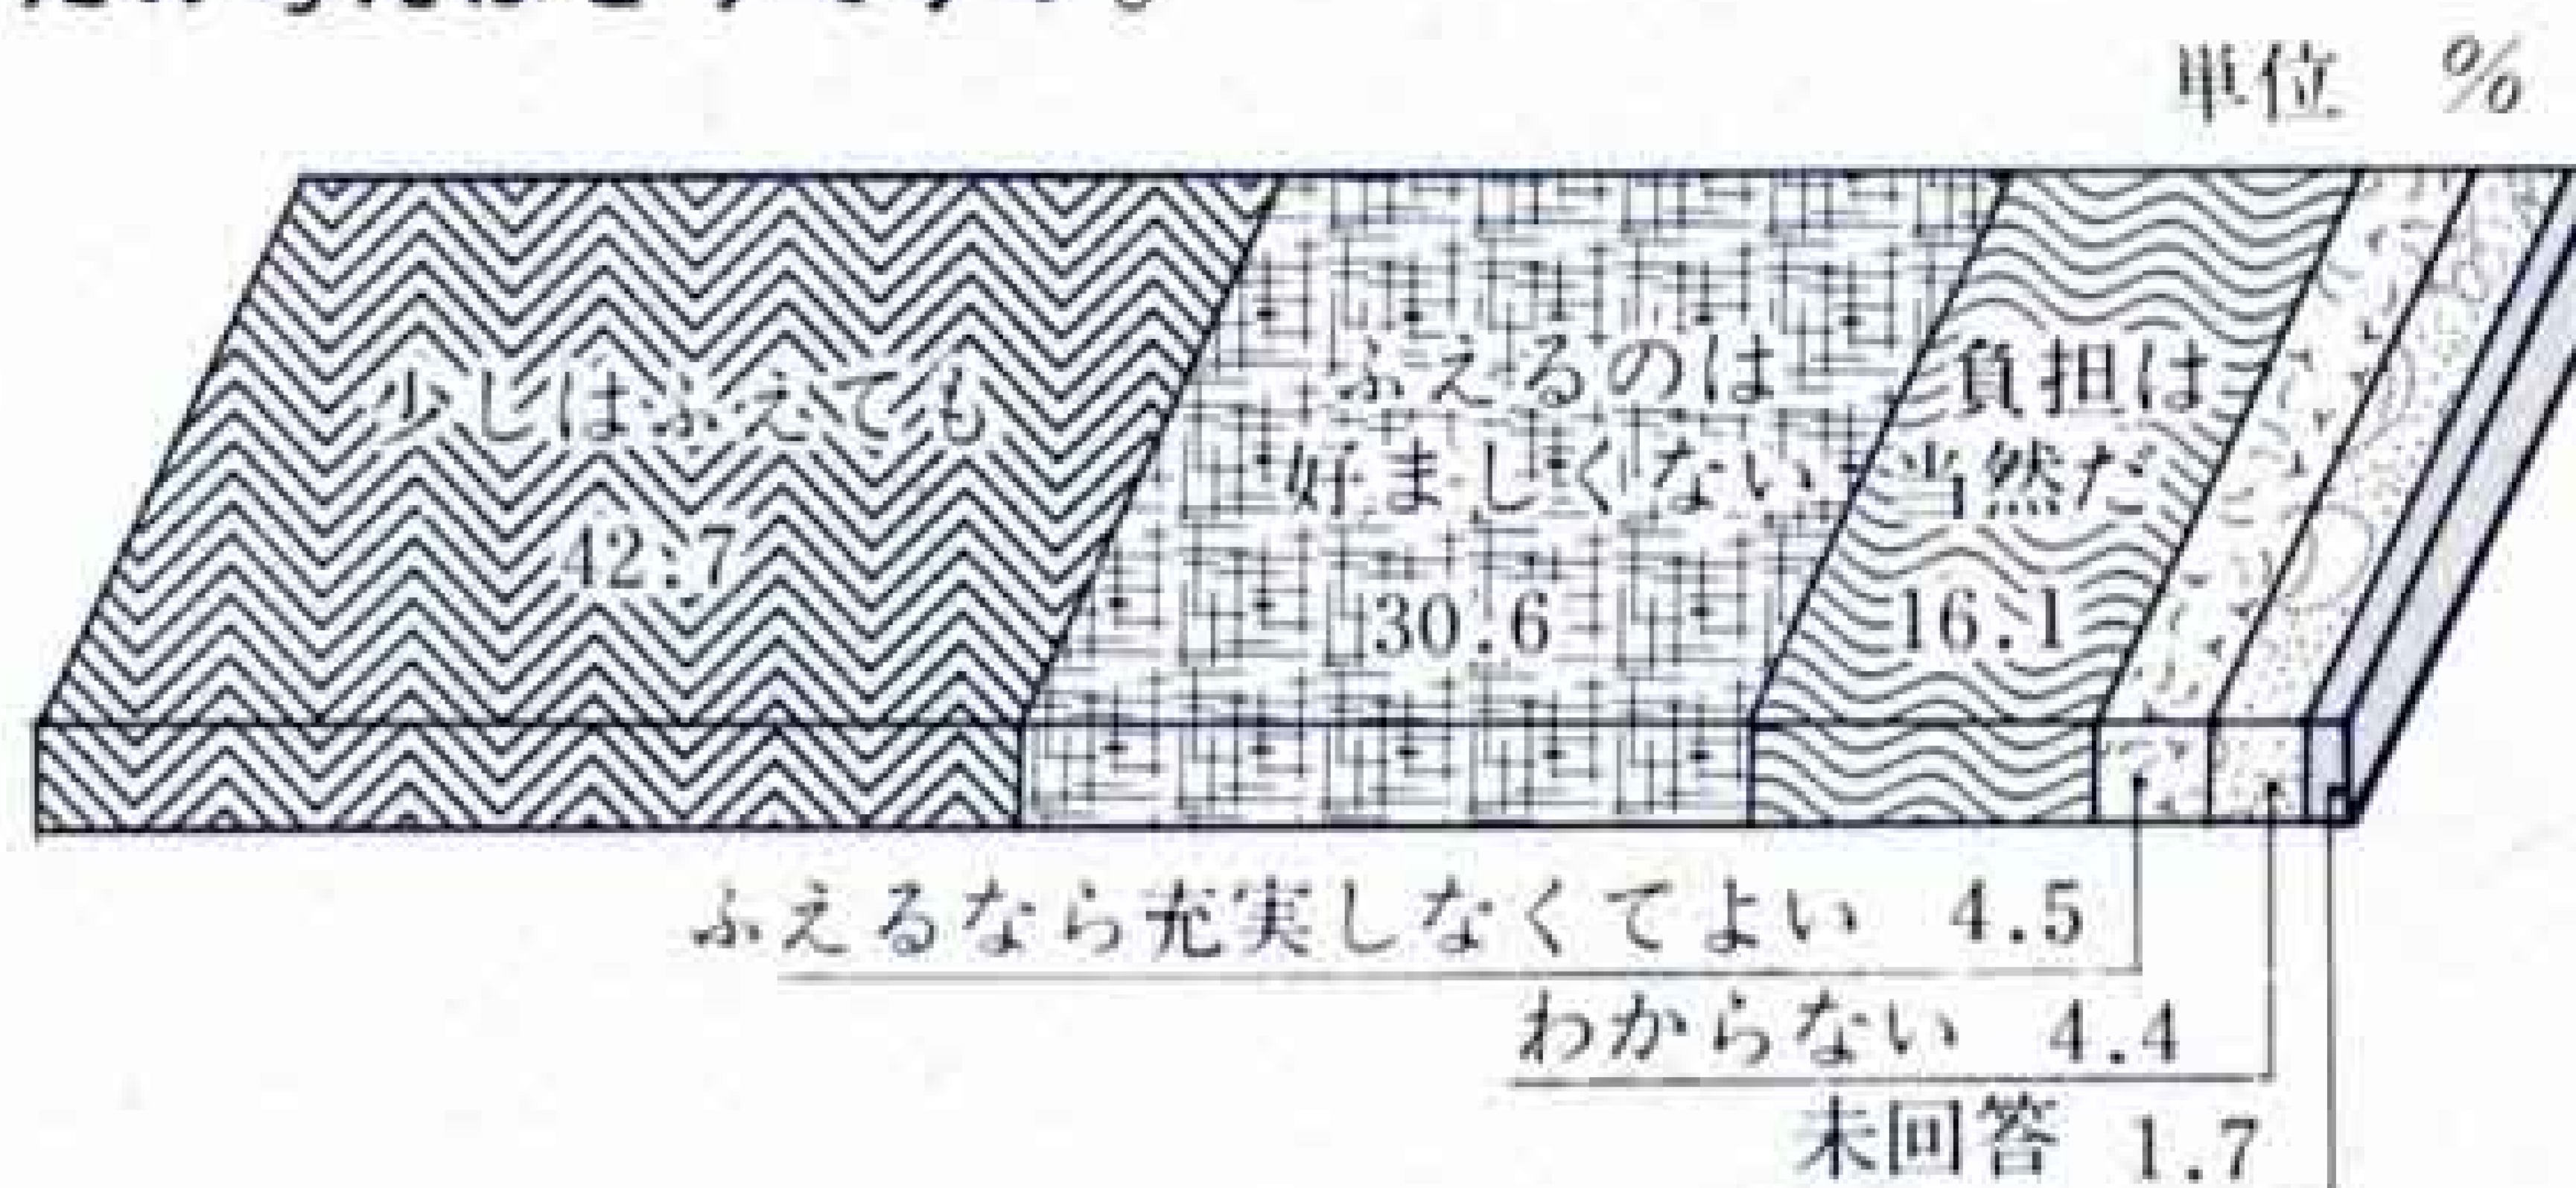 単位 %
少しはふえても
42.7
ふえるのは
好ましくない
30.6
負担は
当然だ
16.1
ふえるなら充実しなくてよい 4.5
わからない 4.4
未回答 1.7